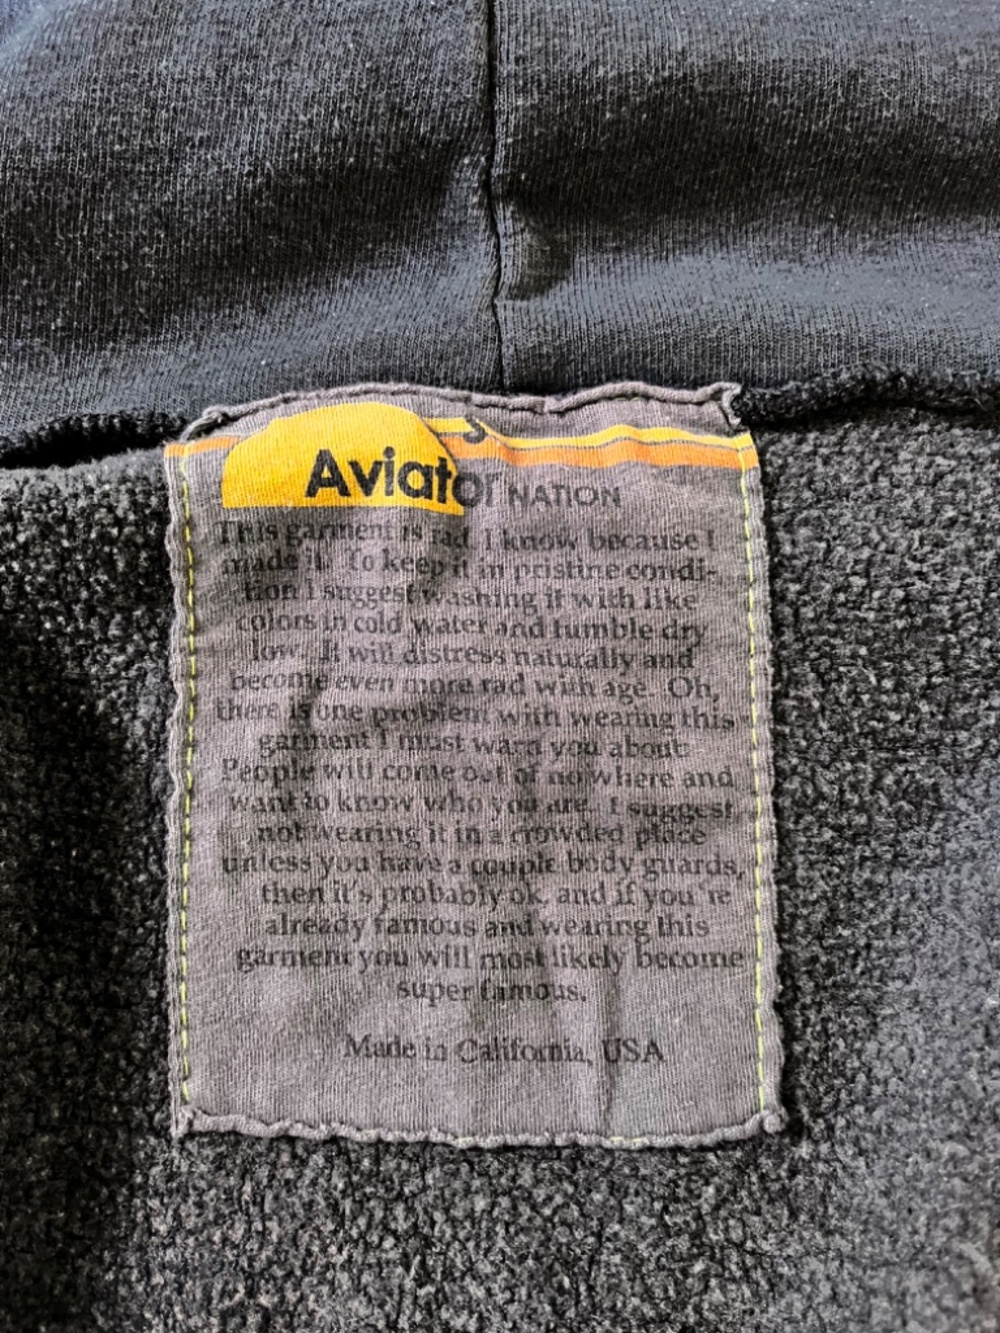 Aviator NATION
This garment is rad I know, because I
made it. To keep it in pristine condi-
tion I suggest washing it with like
colors in cold water and tumble dry
low. It will distress naturally and
become even more rad with age. Oh,
there is one problem with wearing this
garment I must warn you about:
People will come out of nowhere and
want to know who you are. I suggest
not wearing it in a crowded place
unless you have a couple body guards,
then it's probably ok, and if you're
already famous and wearing this
garment you will most likely become
super famous.
Made in California, USA